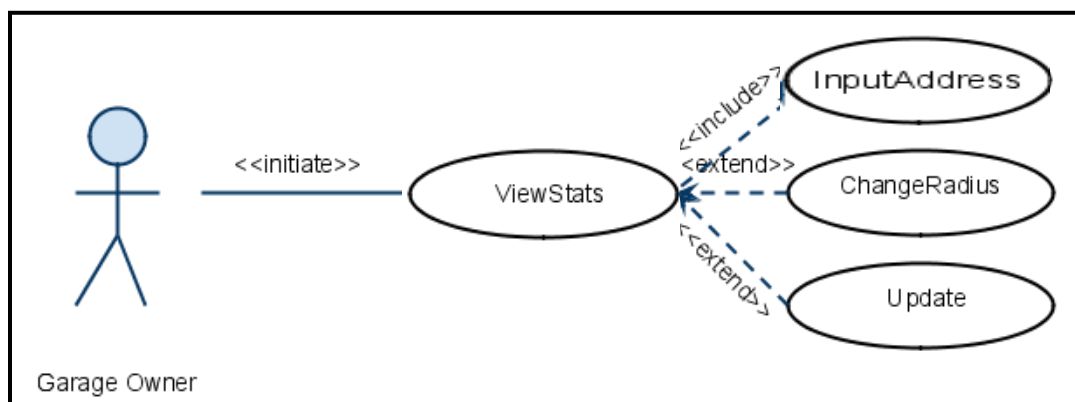 <<include>>
InputAddress
<<initiate>>
<extend>>
ViewStats
ChangeRadius
<<extend>>
Update
Garage Owner